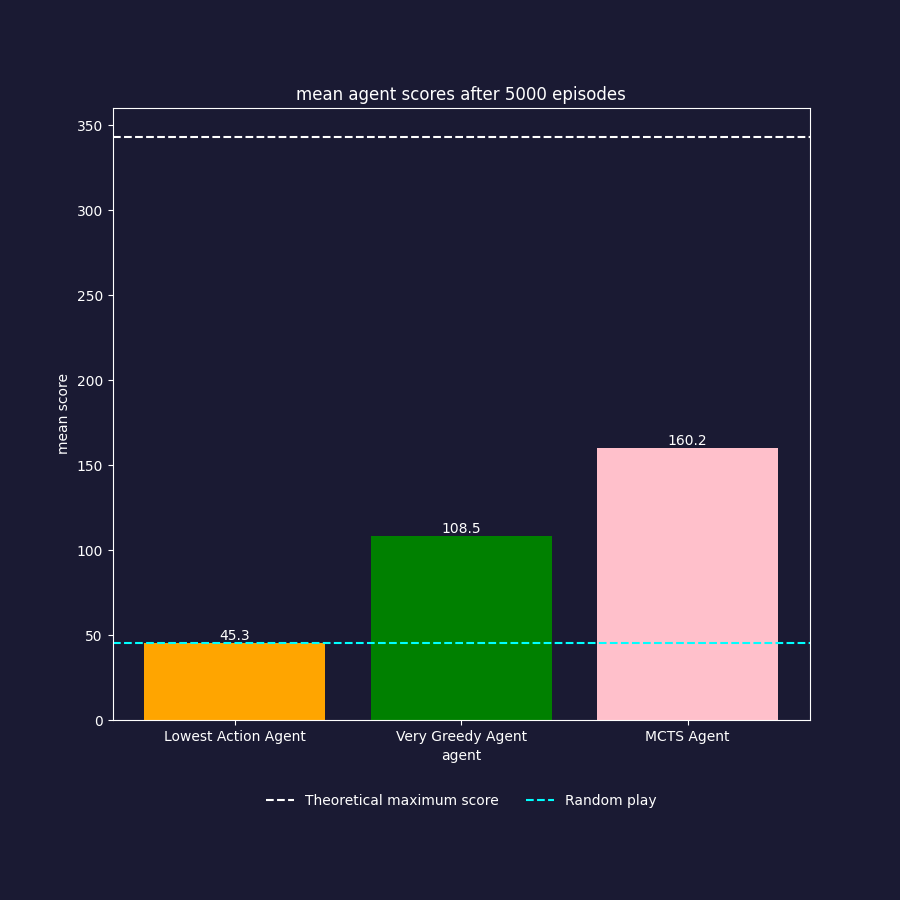 mean agent scores after 5000 episodes
350
300
250
200
150
100
50
0
mean score
160.2
108.5
45.3
Lowest Action Agent Very Greedy Agent MCTS Agent
agent
Theoretical maximum score Random play